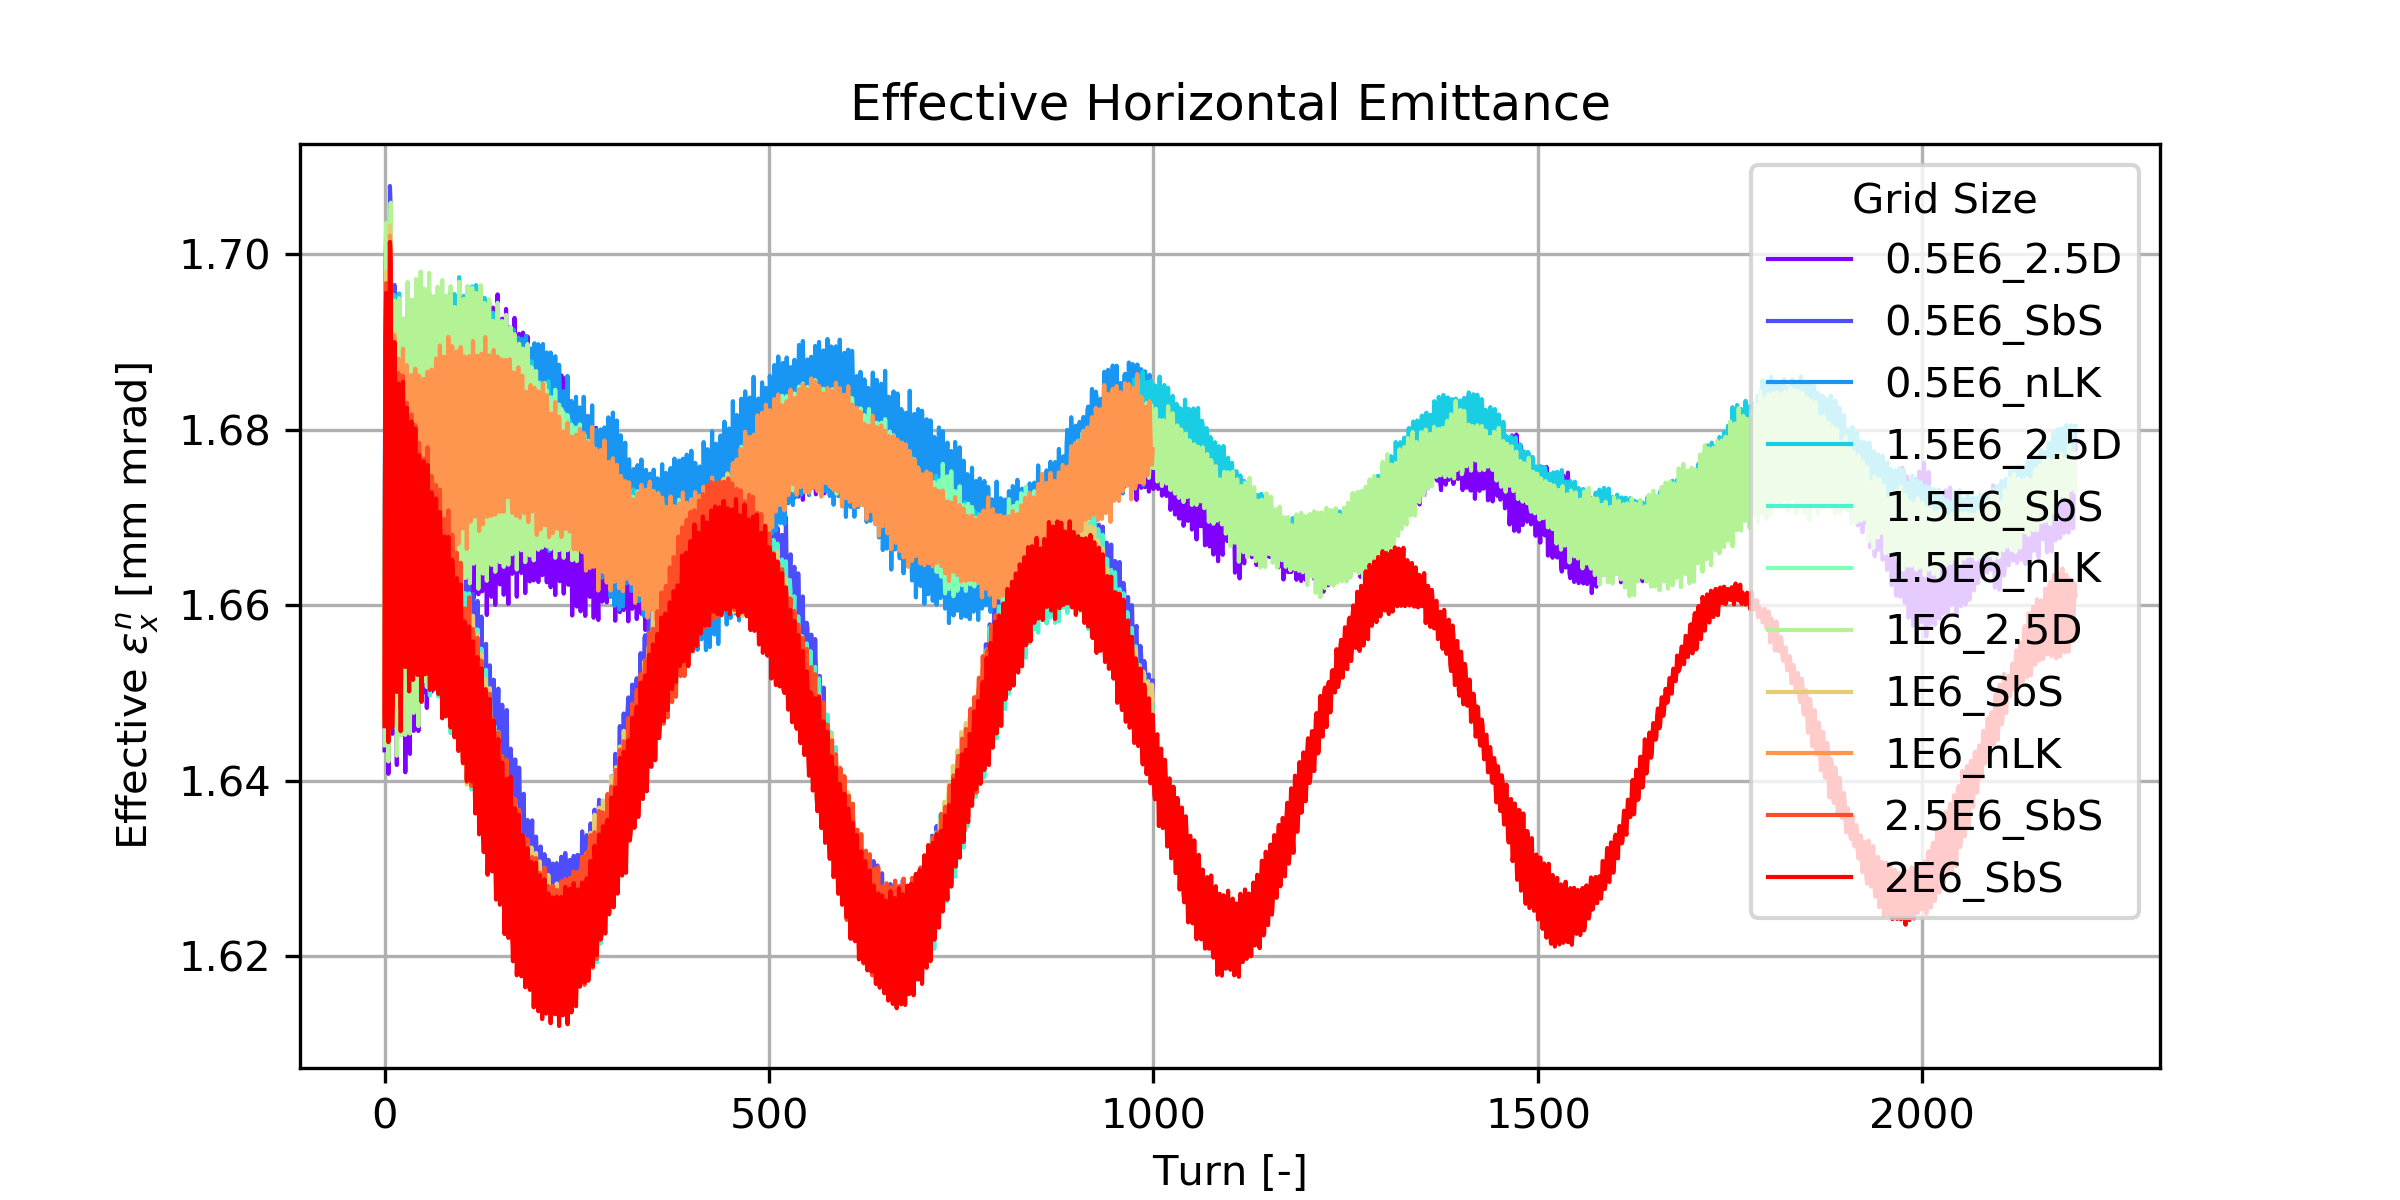 Effective Horizontal Emittance
Effective εₓⁿ [mm mrad]
1.70
1.68
1.66
1.64
1.62
0
500
1000
1500
2000
Turn [-]
Grid Size
0.5E6_2.5D
0.5E6_SbS
0.5E6_nLK
1.5E6_2.5D
1.5E6_SbS
1.5E6_nLK
1E6_2.5D
1E6_SbS
1E6_nLK
2.5E6_SbS
2E6_SbS